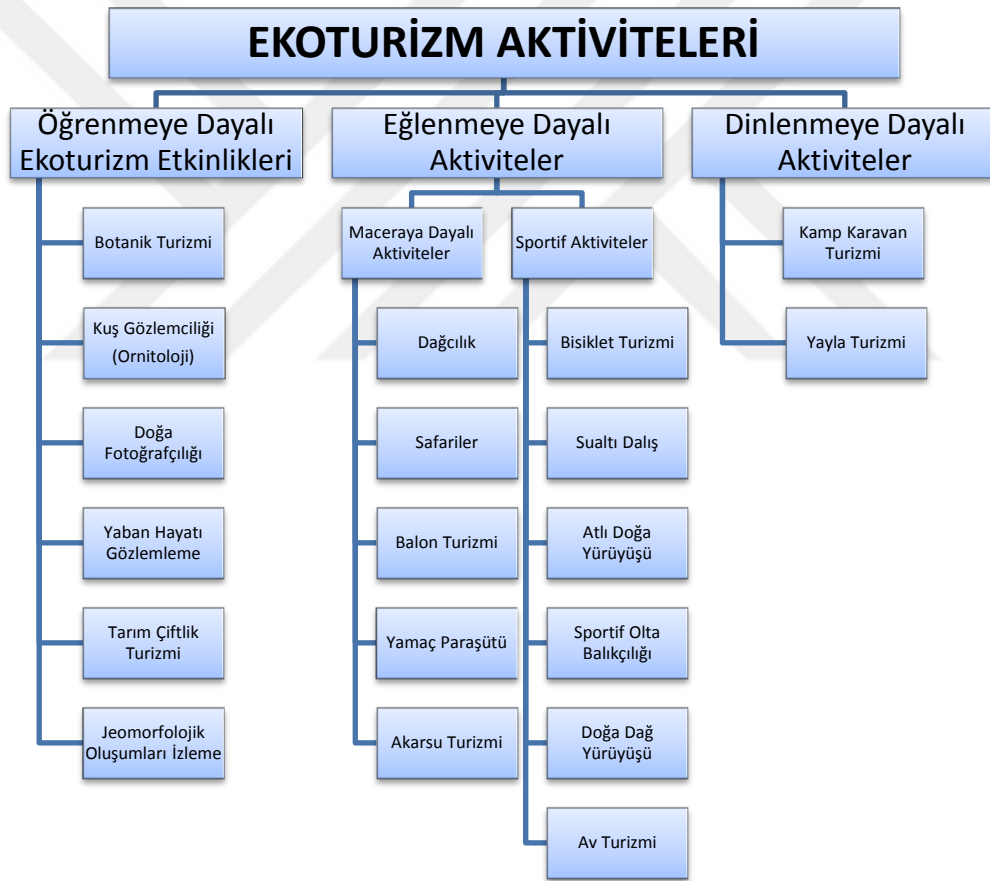 EKOTURİZM AKTİVİTELERİ
Öğrenmeye Dayalı
Ekoturizm Etkinlikleri
Botanik Turizmi
Kuş Gözlemciliği
(Ornitoloji)
Doğa
Fotoğrafçılığı
Yaban Hayatı
Gözlemleme
Tarım Çiftlik
Turizmi
Jeomorfolojik
Oluşumları İzleme
Eğlenmeye Dayalı
Aktiviteler
Maceraya Dayalı
Aktiviteler
Dağcılık
Safariler
Balon Turizmi
Yamaç Paraşütü
Akarsu Turizmi
Sportif Aktiviteler
Bisiklet Turizmi
Sualtı Dalış
Atlı Doğa
Yürüyüşü
Sportif Olta
Balıkçılığı
Doğa Dağ
Yürüyüşü
Av Turizmi
Dinlenmeye Dayalı
Aktiviteler
Kamp Karavan
Turizmi
Yayla Turizmi